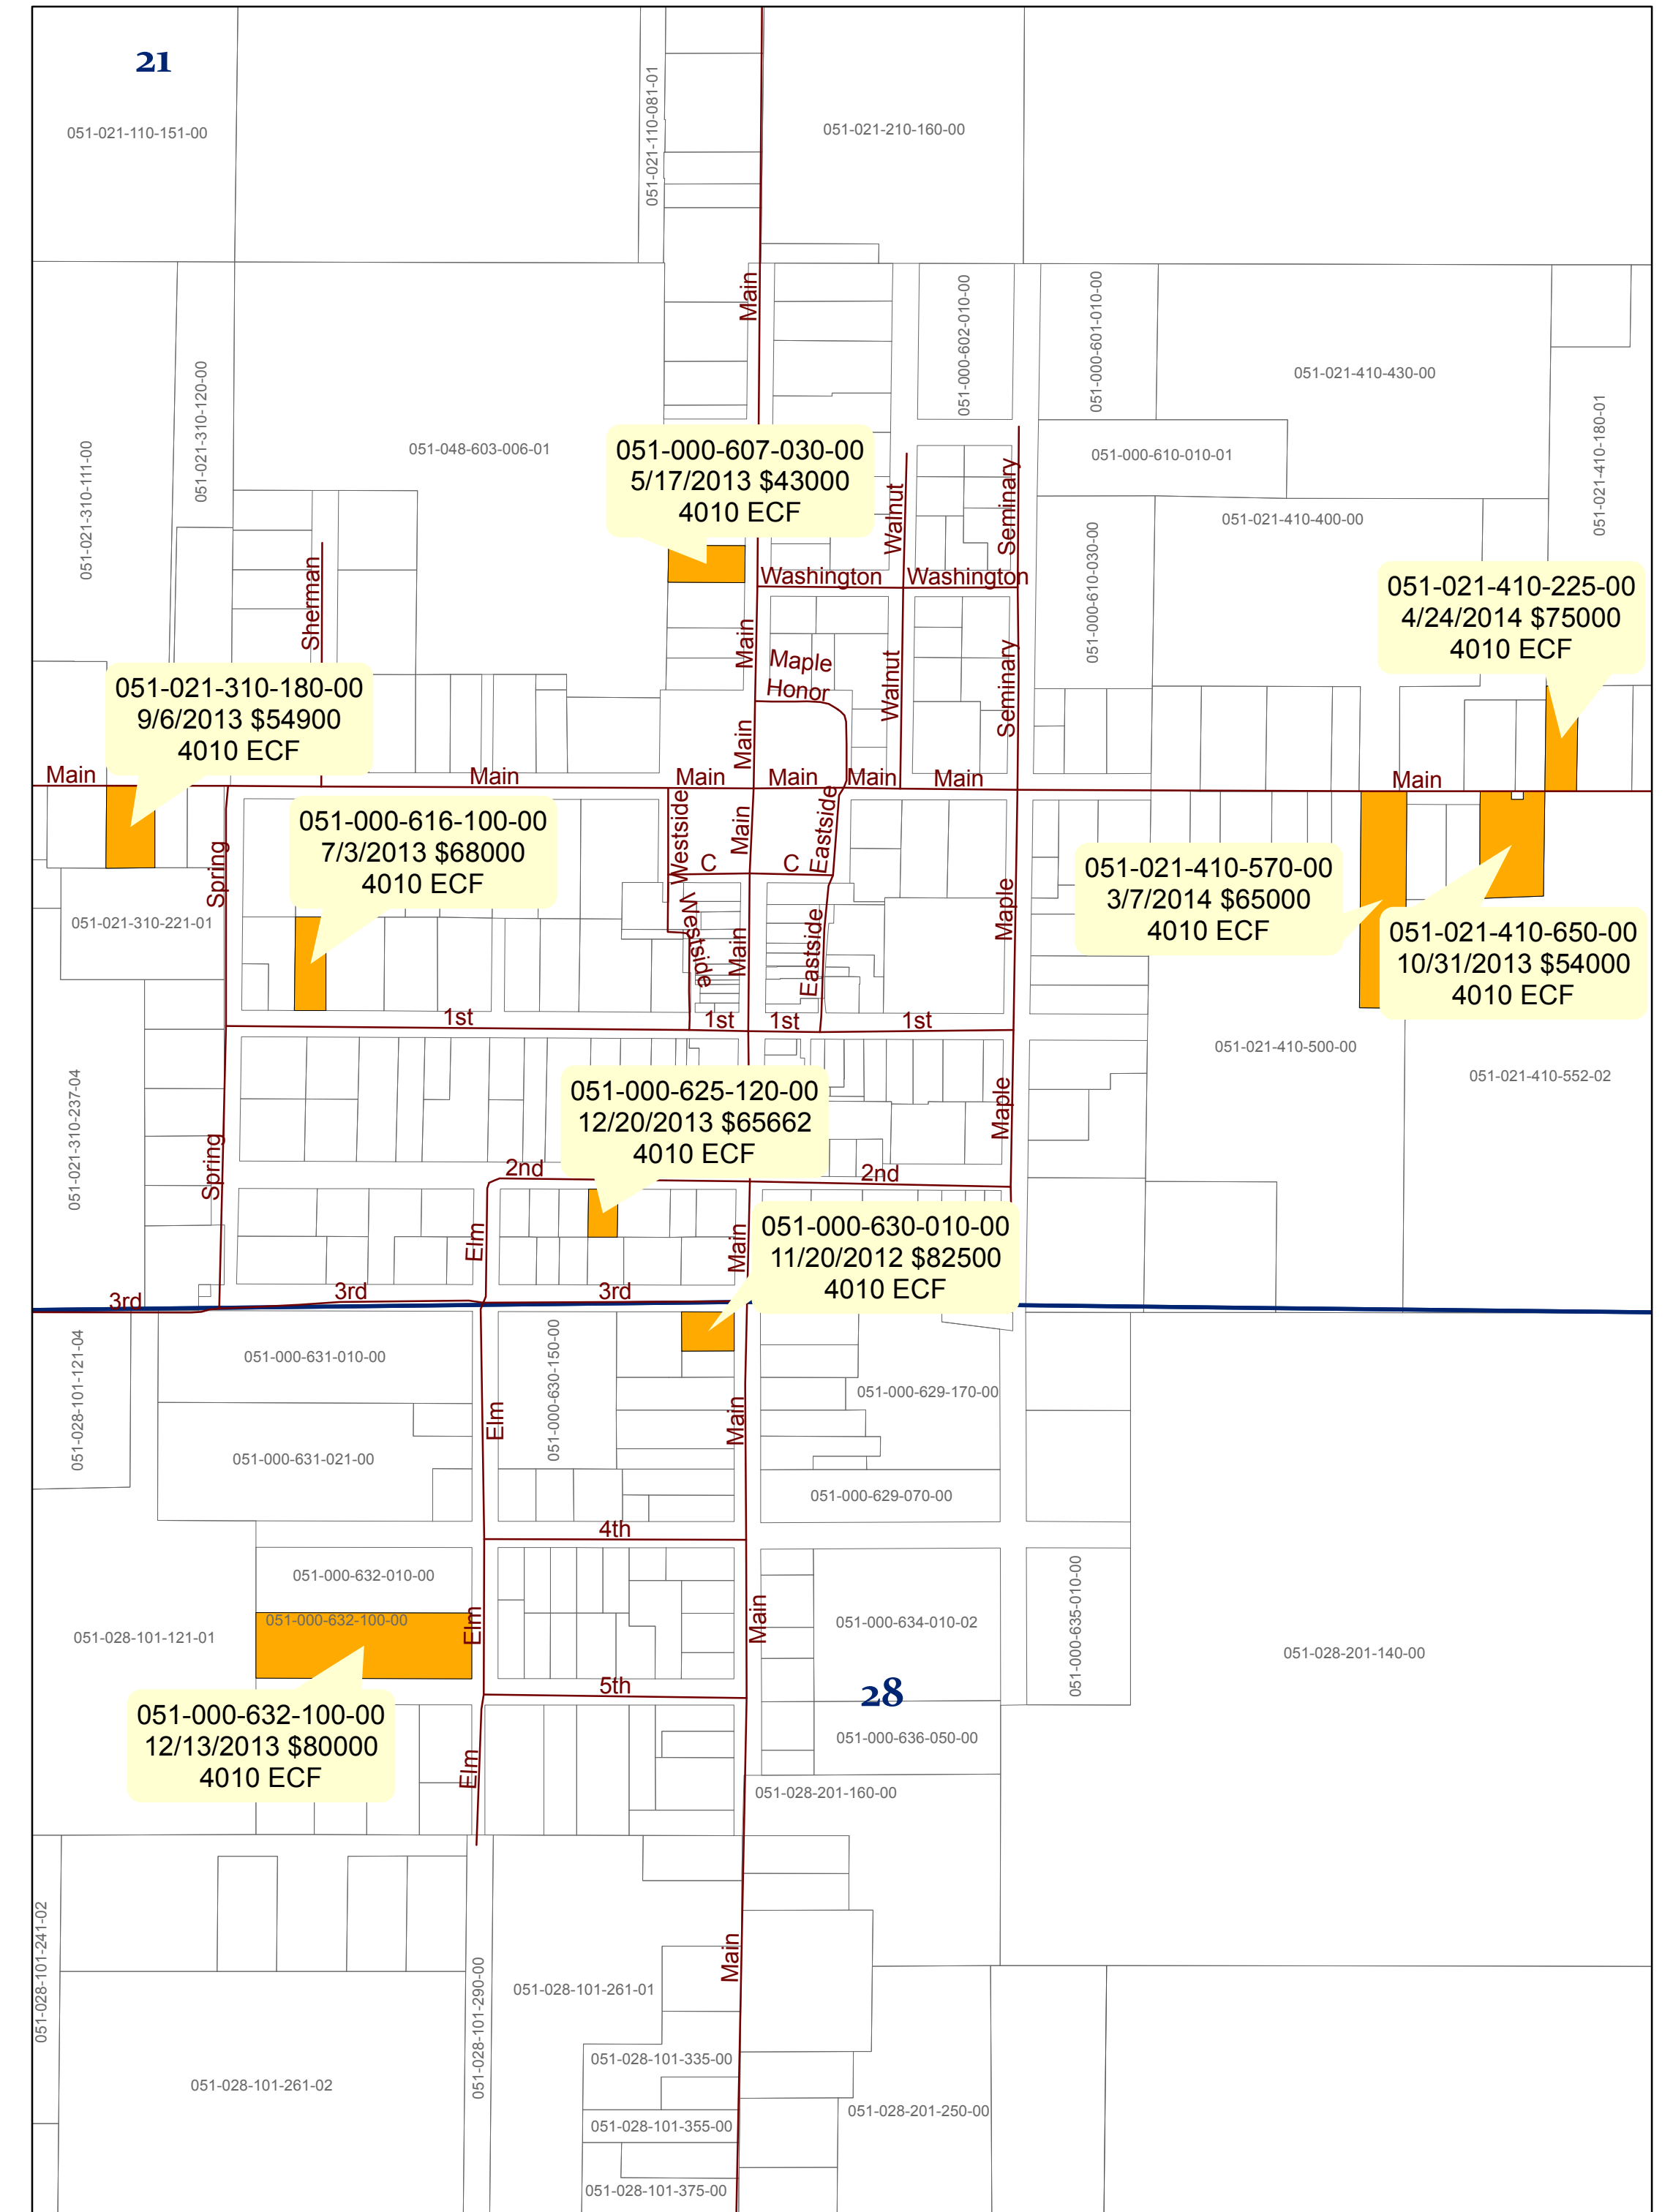 21
051-021-110-151-00
051-021-110-081-01
051-021-210-160-00
Main
051-000-602-010-00
051-000-601-010-00
051-021-410-430-00
051-021-310-120-00
051-021-310-111-00
051-048-603-006-01
051-021-410-180-01
051-000-607-030-00
5/17/2013 $43000
4010 ECF
051-000-610-010-01
Walnut
Seminary
051-021-410-400-00
051-000-610-030-00
Washington
Washington
Sherman
051-021-410-225-00
4/24/2014 $75000
4010 ECF
Main
Maple
Honor
Walnut
Seminary
051-021-310-180-00
9/6/2013 $54900
4010 ECF
Main
Main
Main
Main
Main
Main
Main
Main
Main
051-000-616-100-00
7/3/2013 $68000
4010 ECF
Spring
Westside
Main
Eastside
C
C
051-021-410-570-00
3/7/2014 $65000
4010 ECF
051-021-310-221-01
Westside
Main
Eastside
Maple
051-021-410-650-00
10/31/2013 $54000
4010 ECF
1st
1st
1st
1st
051-021-410-500-00
051-021-410-552-02
051-021-310-237-04
051-000-625-120-00
12/20/2013 $65662
4010 ECF
Maple
Spring
2nd
2nd
Elm
Main
051-000-630-010-00
11/20/2012 $82500
4010 ECF
3rd
3rd
3rd
051-028-101-121-04
051-000-631-010-00
051-000-630-150-00
051-000-629-170-00
Elm
Main
051-000-631-021-00
051-000-629-070-00
4th
051-000-632-010-00
051-000-632-100-00
051-028-101-121-01
Elm
Main
051-000-634-010-02
051-000-635-010-00
051-028-201-140-00
5th
28
051-000-632-100-00
12/13/2013 $80000
4010 ECF
051-000-636-050-00
Elm
051-028-201-160-00
051-028-101-241-02
051-028-101-290-00
051-028-101-261-01
Main
051-028-101-335-00
051-028-101-261-02
051-028-201-250-00
051-028-101-355-00
051-028-101-375-00